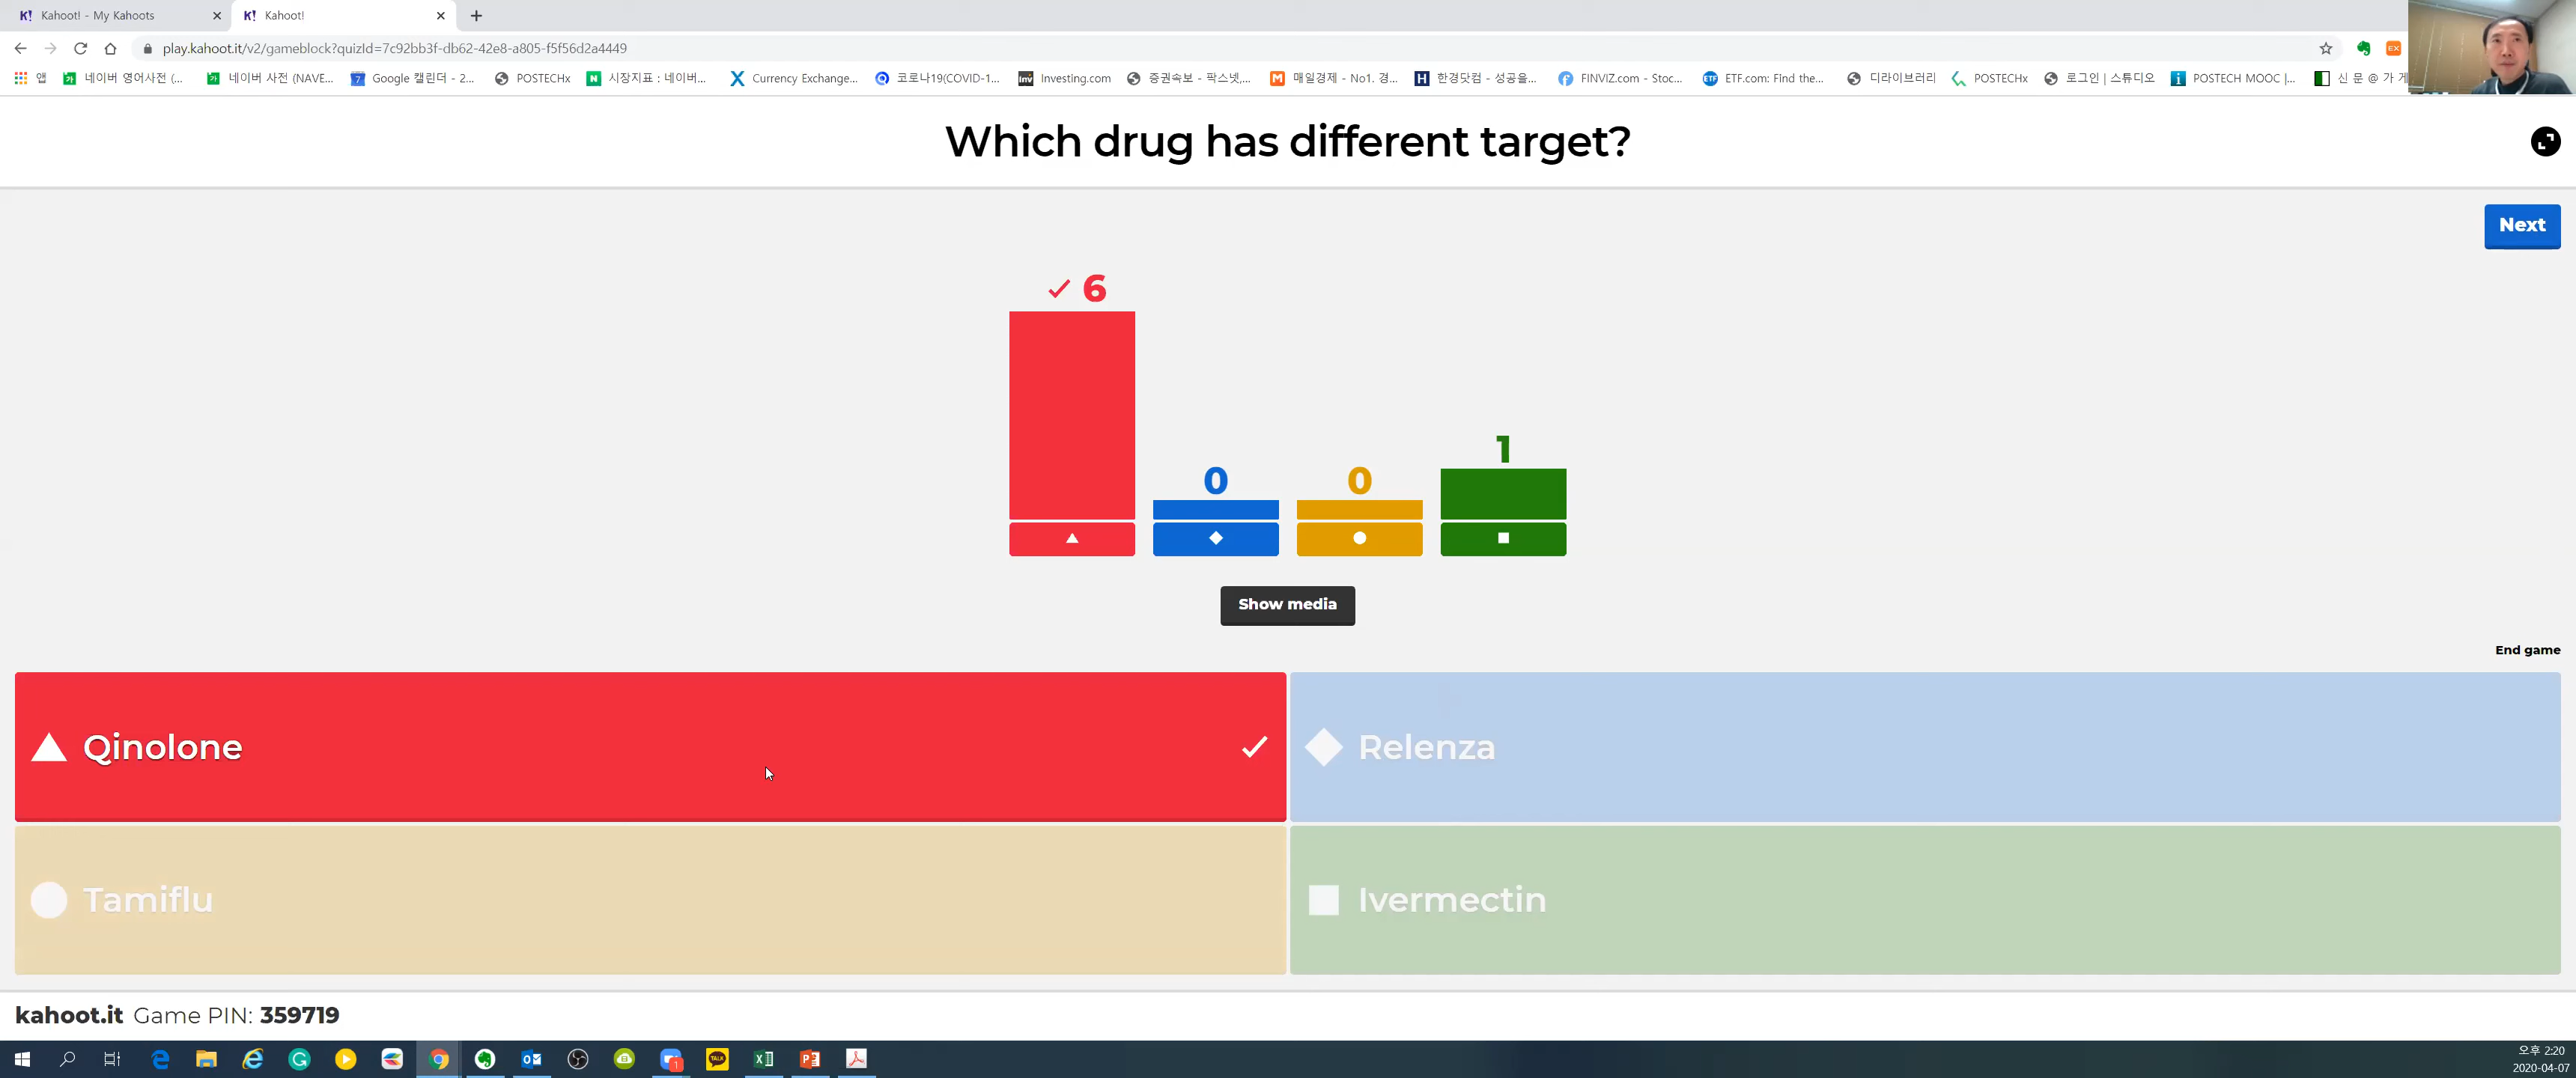 Kahoot! - My Kahoots
Kahoot!
play.kahoot.it/v2/gameblock?quizId=7c92bb3f-db62-42e8-a805-f5f56d2a4449
앱 네이버 영어사전 (... 네이버 사전 (NAVE... Google 캘린더 - 2... POSTECHx 시장지표 : 네이버... Currency Exchange... 코로나19(COVID-1... Investing.com 증권속보 - 팍스넷,... 매일경제 - No1. 경... 한경닷컴 - 성공을... FINVIZ.com - Stoc... ETF.com: Find the... 디라이브러리 POSTECHx 로그인 | 스튜디오 POSTECH MOOC |... 신 문 @ 가 게
Which drug has different target?
Next
6
0
0
1
Show media
End game
Qinolone
Relenza
Tamiflu
Ivermectin
kahoot.it Game PIN: 359719
오후 2:20
2020-04-07